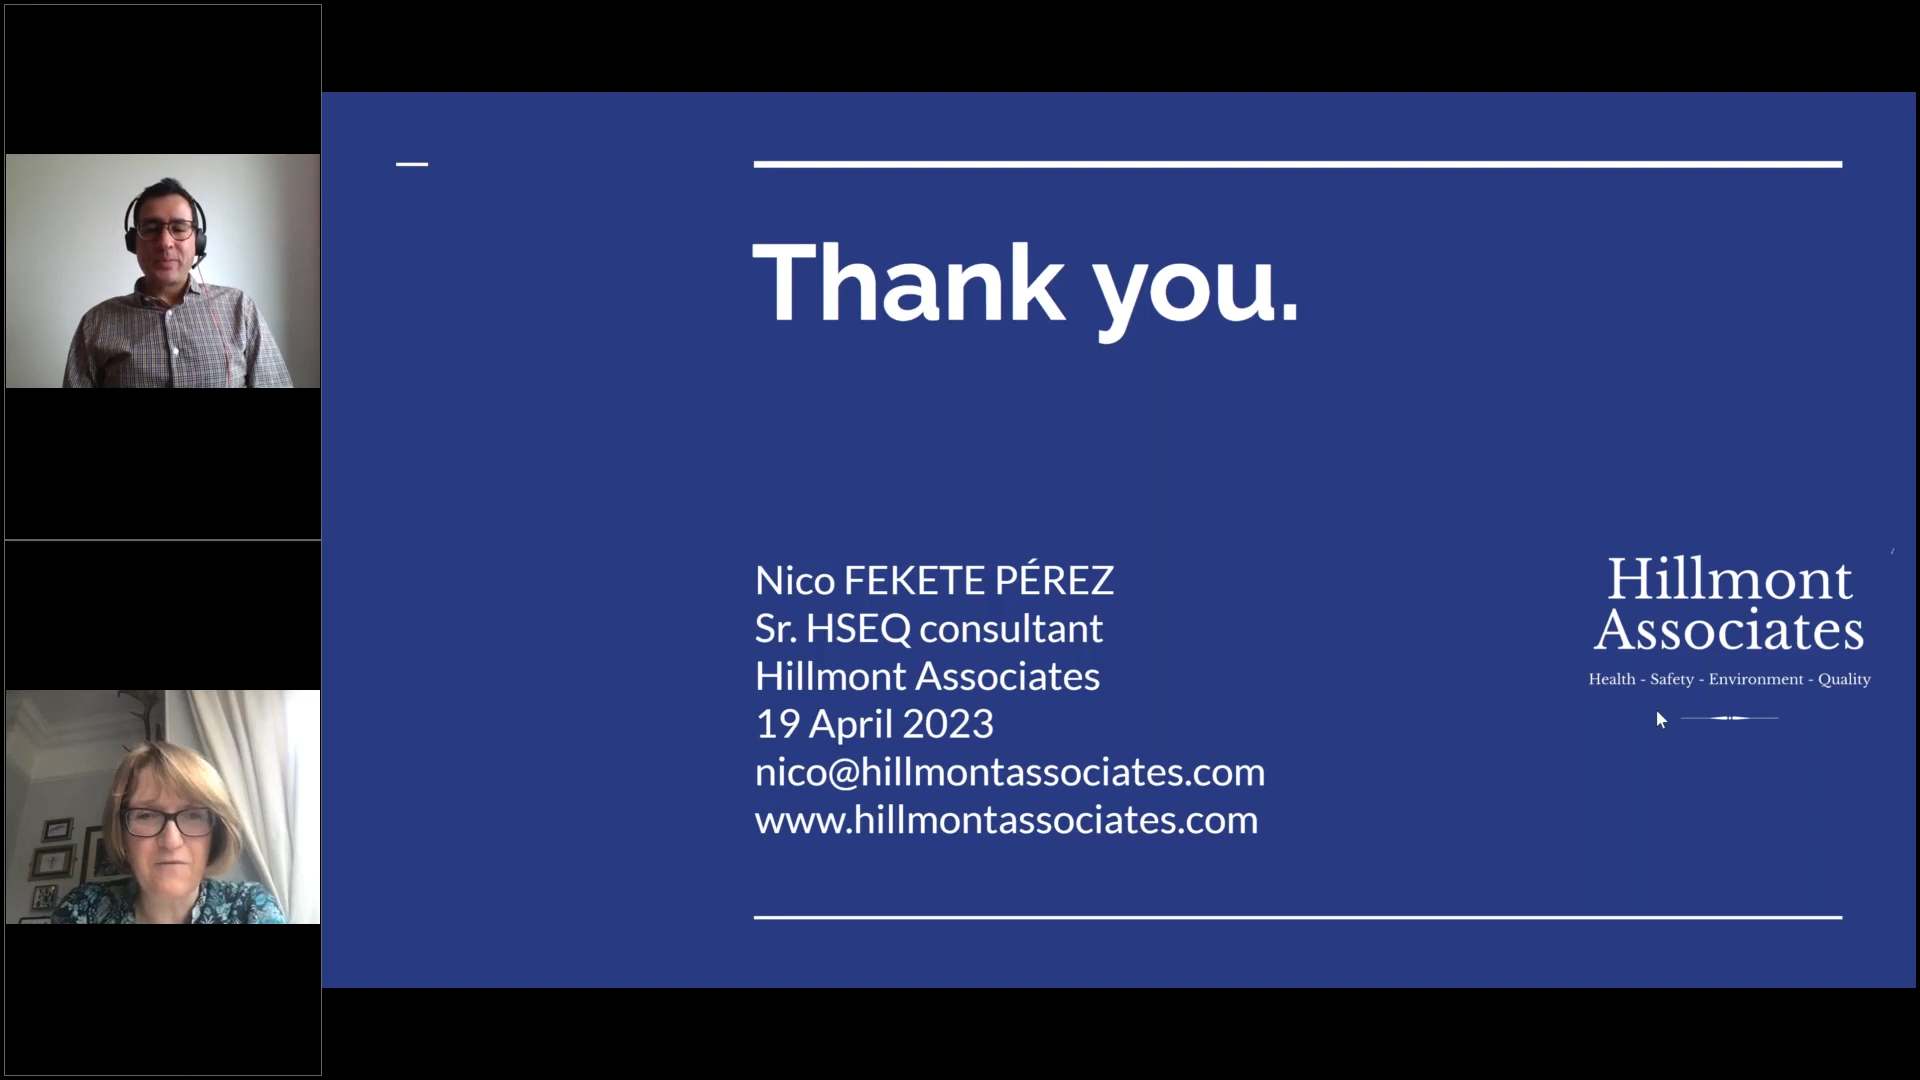 Thank you.
Nico FEKETE PÉREZ
Sr. HSEQ consultant
Hillmont Associates
19 April 2023
nico@hillmontassociates.com
www.hillmontassociates.com
Hillmont
Associates
Health - Safety - Environment - Quality